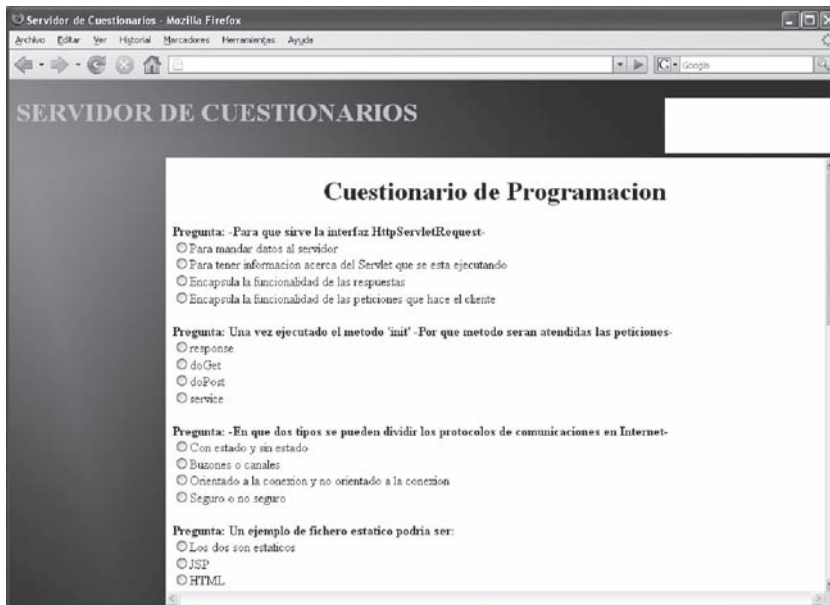 Servidor de Cuestionarios - Mozilla Firefox
Archivo Editar Ver Historial Marcadores Herramientas Ayuda
Google
SERVIDOR DE CUESTIONARIOS
Cuestionario de Programacion
Pregunta: -Para que sirve la interfaz HttpServletRequest-
Para mandar datos al servidor
Para tener informacion acerca del Servlet que se esta ejecutando
Encapsula la funcionalidad de las respuestas
Encapsula la funcionalidad de las peticiones que hace el cliente
Pregunta: Una vez ejecutado el metodo 'init' -Por que metodo seran atendidas las peticiones-
response
doGet
doPost
service
Pregunta: -En que dos tipos se pueden dividir los protocolos de comunicaciones en Internet-
Con estado y sin estado
Buzones o canales
Orientado a la conexion y no orientado a la conexion
Seguro o no seguro
Pregunta: Un ejemplo de fichero estatico podria ser:
Los dos son estaticos
JSP
HTML